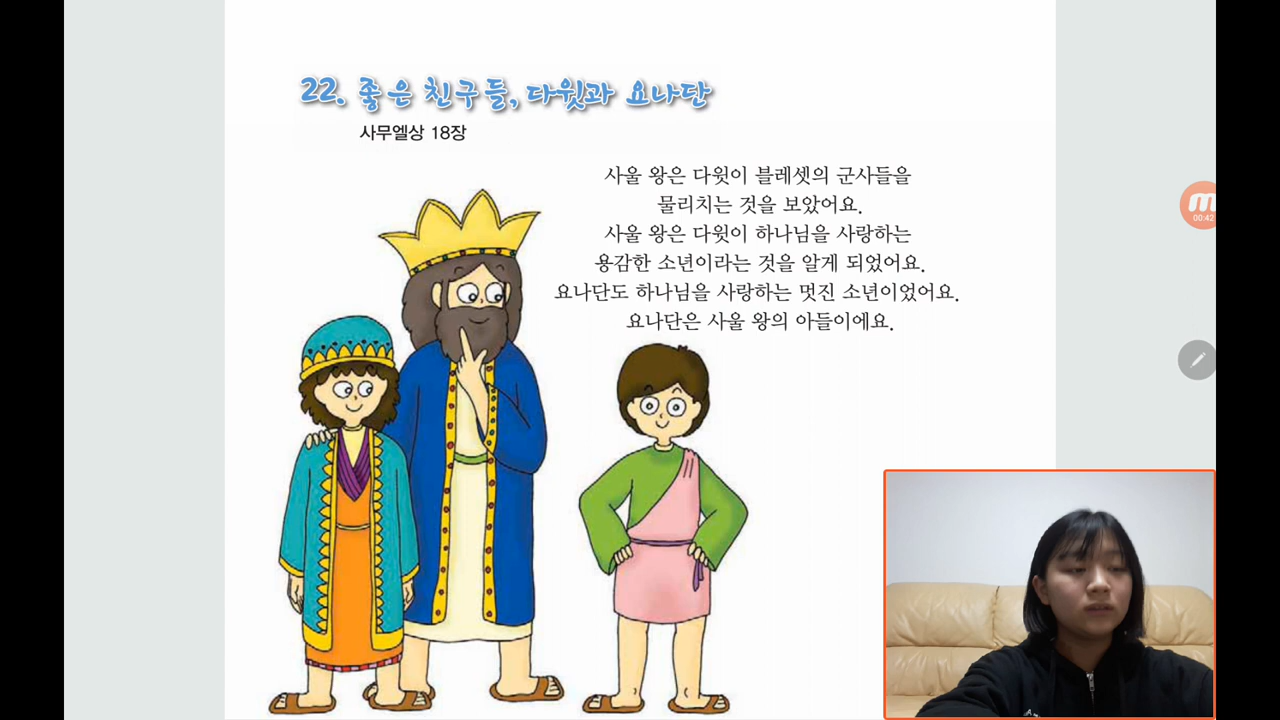 22. 좋은 친구들, 다윗과 요나단
사무엘상 18장
사울 왕은 다윗이 블레셋의 군사들을
물리치는 것을 보았어요.
사울 왕은 다윗이 하나님을 사랑하는
용감한 소년이라는 것을 알게 되었어요.
요나단도 하나님을 사랑하는 멋진 소년이었어요.
요나단은 사울 왕의 아들이에요.
00:42